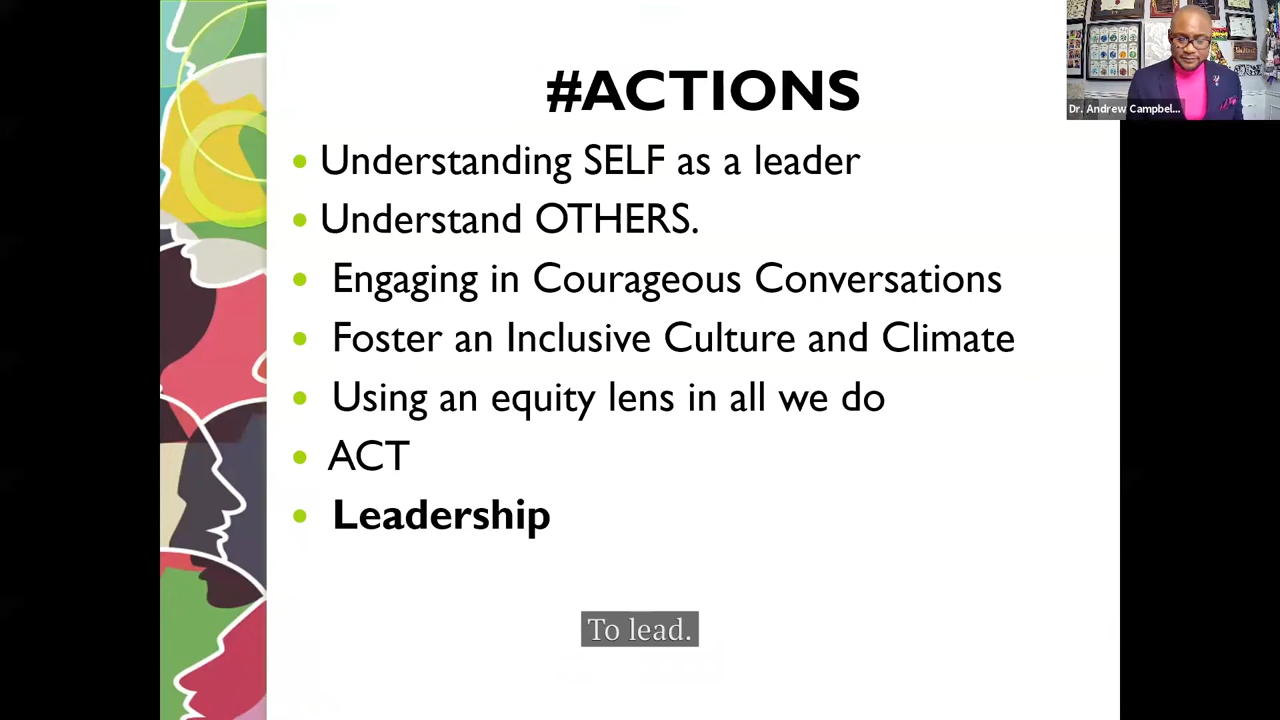 #ACTIONS
Dr. Andrew Campbel...
Understanding SELF as a leader
Understand OTHERS.
Engaging in Courageous Conversations
Foster an Inclusive Culture and Climate
Using an equity lens in all we do
ACT
Leadership
To lead.